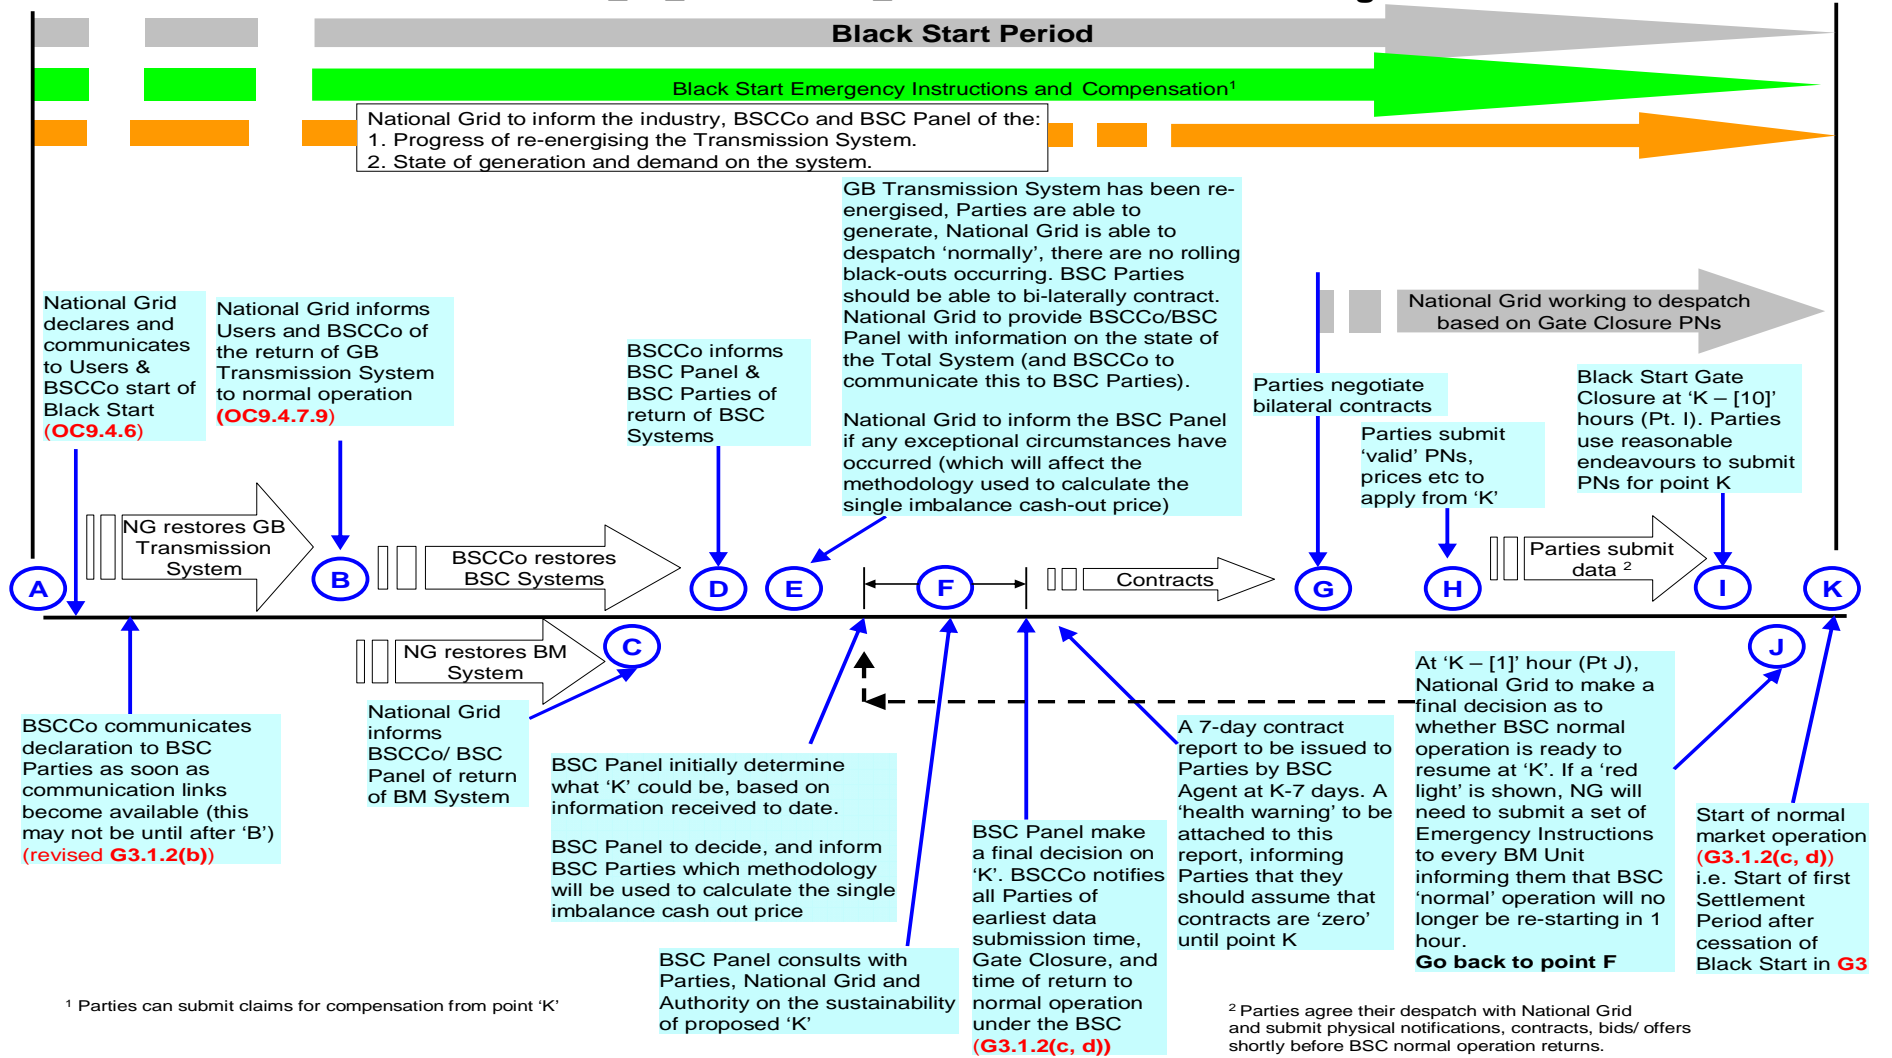 Black Start Period
Black Start Emergency Instructions and Compensation1
National Grid to inform the industry, BSCCo and BSC Panel of the:
1. Progress of re-energising the Transmission System.
2. State of generation and demand on the system.
GB Transmission System has been re-
energised, Parties are able to
generate, National Grid is able to
despatch ‘normally’, there are no rolling
black-outs occurring. BSC Parties
should be able to bi-laterally contract.
National Grid to provide BSCCo/BSC
Panel with information on the state of
the Total System (and BSCCo to
communicate this to BSC Parties).
National Grid to inform the BSC Panel
if any exceptional circumstances have
occurred (which will affect the
methodology used to calculate the
single imbalance cash-out price)
National Grid
declares and
communicates
to Users &
BSCCo start of
Black Start
(OC9.4.6)
National Grid informs
Users and BSCCo of
the return of GB
Transmission System
to normal operation
(OC9.4.7.9)
BSCCo informs
BSC Panel &
BSC Parties of
return of BSC
Systems
National Grid working to despatch
based on Gate Closure PNs
Parties negotiate
bilateral contracts
Parties submit
‘valid’ PNs,
prices etc to
apply from ‘K’
Black Start Gate
Closure at ‘K – [10]’
hours (Pt. I). Parties
use reasonable
endeavours to submit
PNs for point K
A
NG restores GB
Transmission
System
B
BSCCo restores
BSC Systems
D
E
F
Contracts
G
H
Parties submit
data 2
I
K
NG restores BM
System
C
J
BSCCo communicates
declaration to BSC
Parties as soon as
communication links
become available (this
may not be until after ‘B’)
(revised G3.1.2(b))
National Grid
informs
BSCCo/ BSC
Panel of return
of BM System
BSC Panel initially determine
what ‘K’ could be, based on
information received to date.
BSC Panel to decide, and inform
BSC Parties which methodology
will be used to calculate the single
imbalance cash out price
BSC Panel consults with
Parties, National Grid and
Authority on the sustainability
of proposed ‘K’
BSC Panel make
a final decision on
‘K’. BSCCo notifies
all Parties of
earliest data
submission time,
Gate Closure, and
time of return to
normal operation
under the BSC
(G3.1.2(c, d))
A 7-day contract
report to be issued to
Parties by BSC
Agent at K-7 days. A
‘health warning’ to be
attached to this
report, informing
Parties that they
should assume that
contracts are ‘zero’
until point K
At ‘K – [1]’ hour (Pt J),
National Grid to make a
final decision as to
whether BSC normal
operation is ready to
resume at ‘K’. If a ‘red
light’ is shown, NG will
need to submit a set of
Emergency Instructions
to every BM Unit
informing them that BSC
‘normal’ operation will no
longer be re-starting in 1
hour.
Go back to point F
Start of normal
market operation
(G3.1.2(c, d))
i.e. Start of first
Settlement
Period after
cessation of
Black Start in G3
1 Parties can submit claims for compensation from point ‘K’
2 Parties agree their despatch with National Grid
and submit physical notifications, contracts, bids/ offers
shortly before BSC normal operation returns.